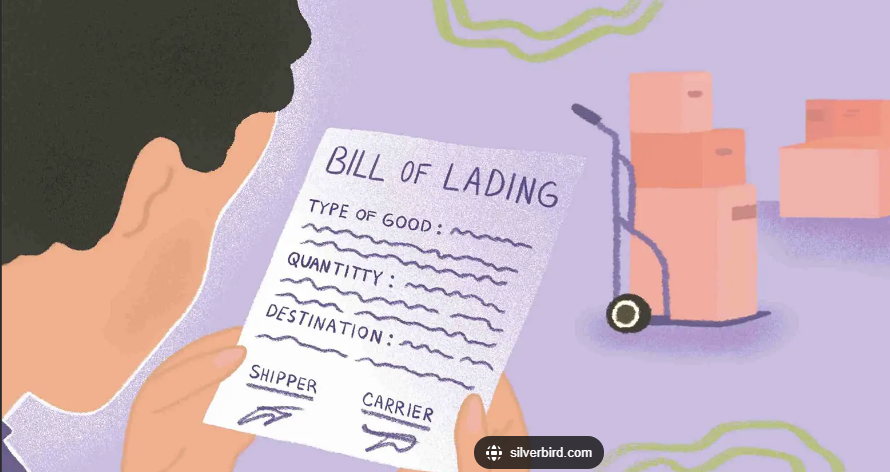 BILL OF LADING
TYPE OF GOOD:
QUANTITTY:
DESTINATION:
SHIPPER CARRIER
silverbird.com